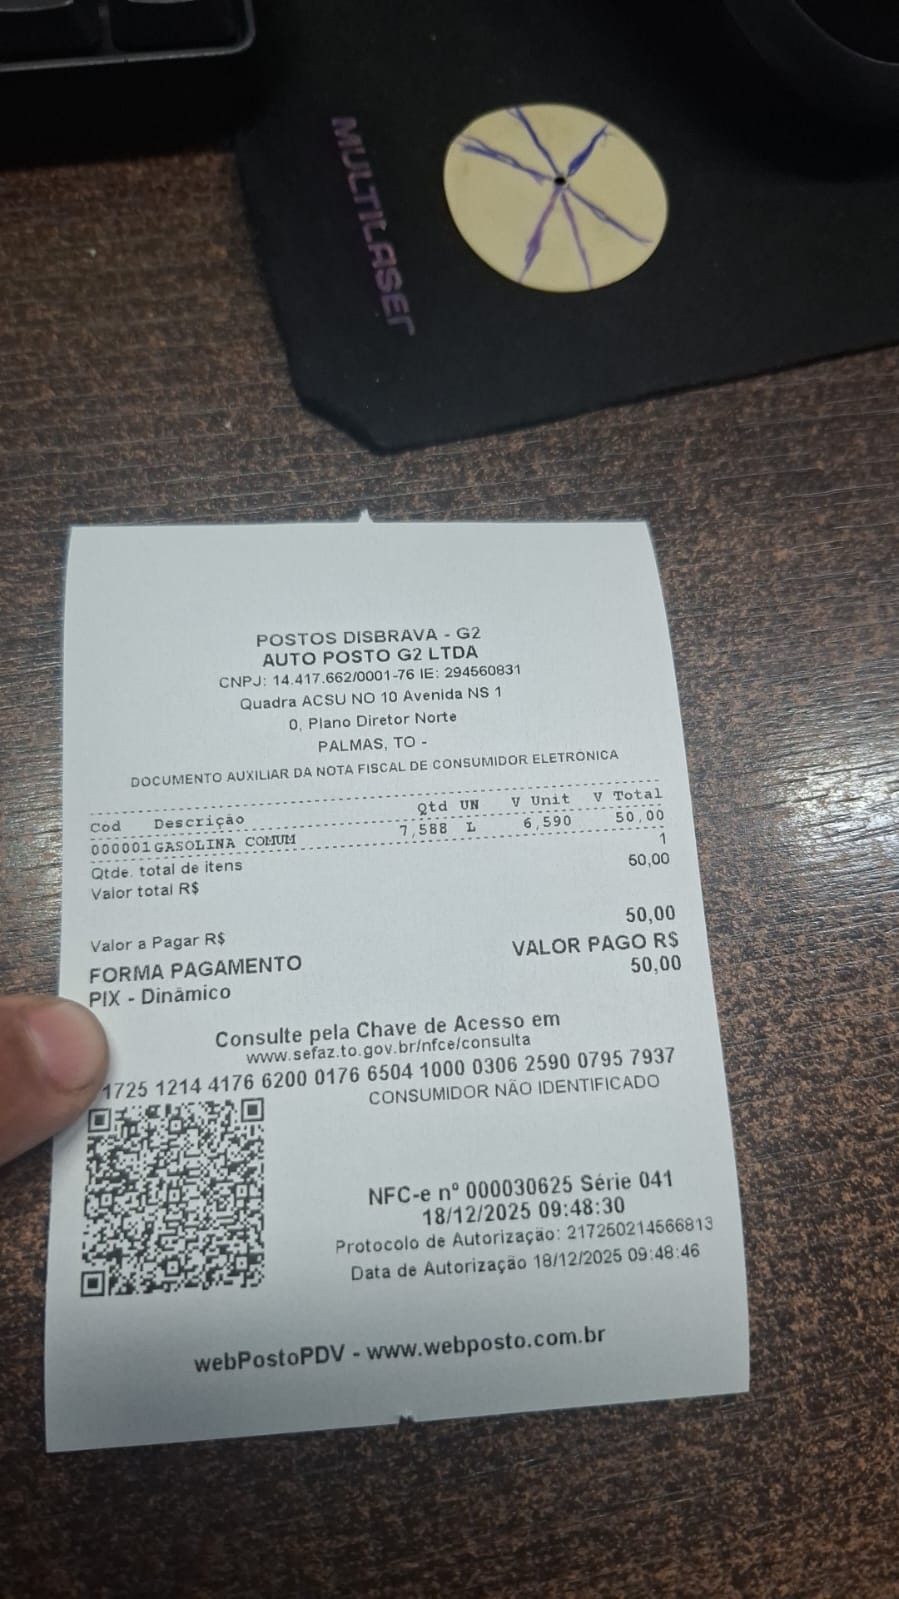 MULTILASER
POSTOS DISBRAVA - G2
AUTO POSTO G2 LTDA
CNPJ: 14.417.662/0001-76 IE: 294560831
Quadra ACSU NO 10 Avenida NS 1
0, Plano Diretor Norte
PALMAS, TO -
DOCUMENTO AUXILIAR DA NOTA FISCAL DE CONSUMIDOR ELETRÔNICA
Cod Descrição Qtd UN V Unit V Total
000001 GASOLINA COMUM 7,588 L 6,590 50,00
Qtde. total de itens 1
Valor total R$ 50,00
Valor a Pagar R$ 50,00
FORMA PAGAMENTO VALOR PAGO R$
PIX - Dinâmico 50,00
Consulte pela Chave de Acesso em
www.sefaz.to.gov.br/nfce/consulta
1725 1214 4176 6200 0176 6504 1000 0306 2590 0795 7937
CONSUMIDOR NÃO IDENTIFICADO
NFC-e nº 000030625 Série 041
18/12/2025 09:48:30
Protocolo de Autorização: 217250214566813
Data de Autorização 18/12/2025 09:48:46
webPostoPDV - www.webposto.com.br